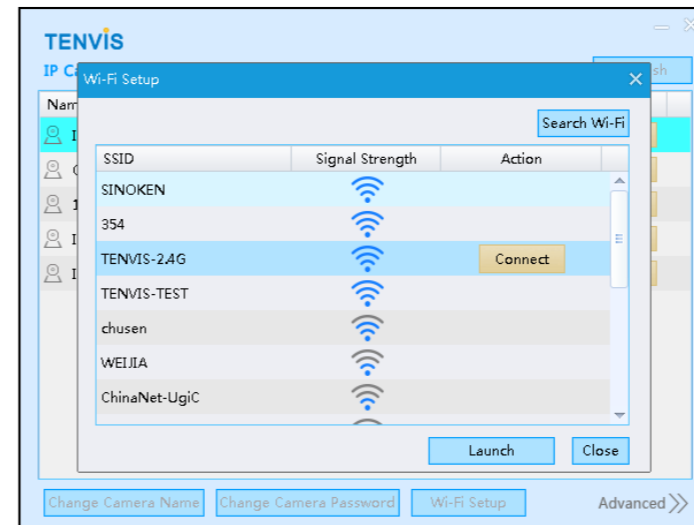 TENVIS
IP C
sh
Wi-Fi Setup
Nam
Search Wi-Fi
SSID Signal Strength Action
SINOKEN
354
TENVIS-2.4G Connect
TENVIS-TEST
chusen
WEIJIA
ChinaNet-UgiC
Launch Close
Change Camera Name Change Camera Password Wi-Fi Setup Advanced